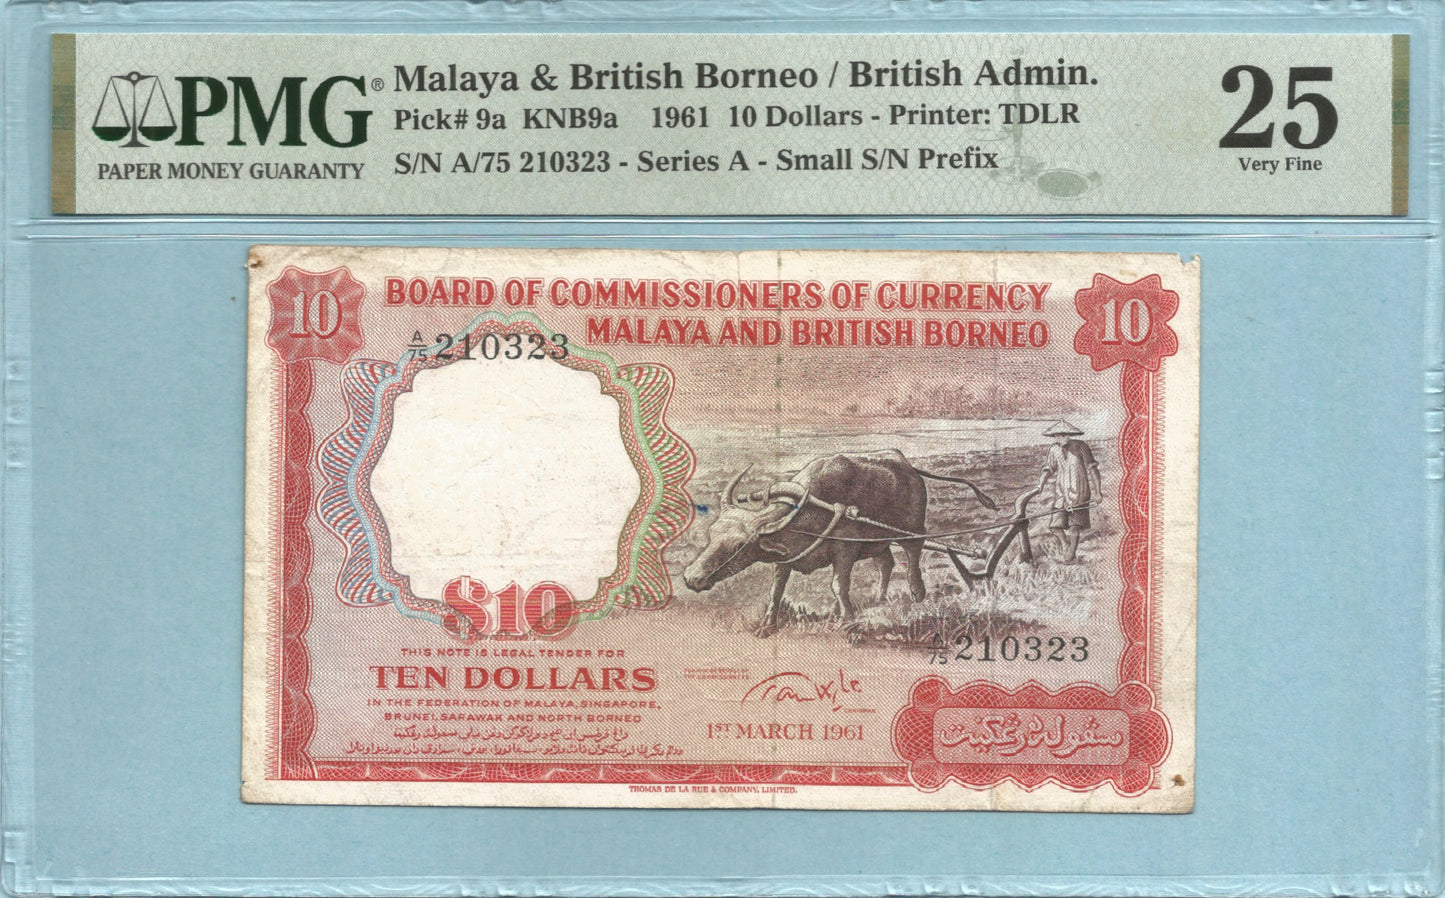 PMG®
PAPER MONEY GUARANTY
Malaya & British Borneo / British Admin.
Pick# 9a KNB9a 1961 10 Dollars - Printer: TDLR
S/N A/75 210323 - Series A - Small S/N Prefix
25
Very Fine
10
BOARD OF COMMISSIONERS OF CURRENCY
MALAYA AND BRITISH BORNEO
10
A/75 210323
$10
A/75 210323
THIS NOTE IS LEGAL TENDER FOR
TEN DOLLARS
IN THE FEDERATION OF MALAYA, SINGAPORE,
BRUNEI, SARAWAK AND NORTH BORNEO
1ST MARCH 1961
THOMAS DE LA RUE & COMPANY, LIMITED.